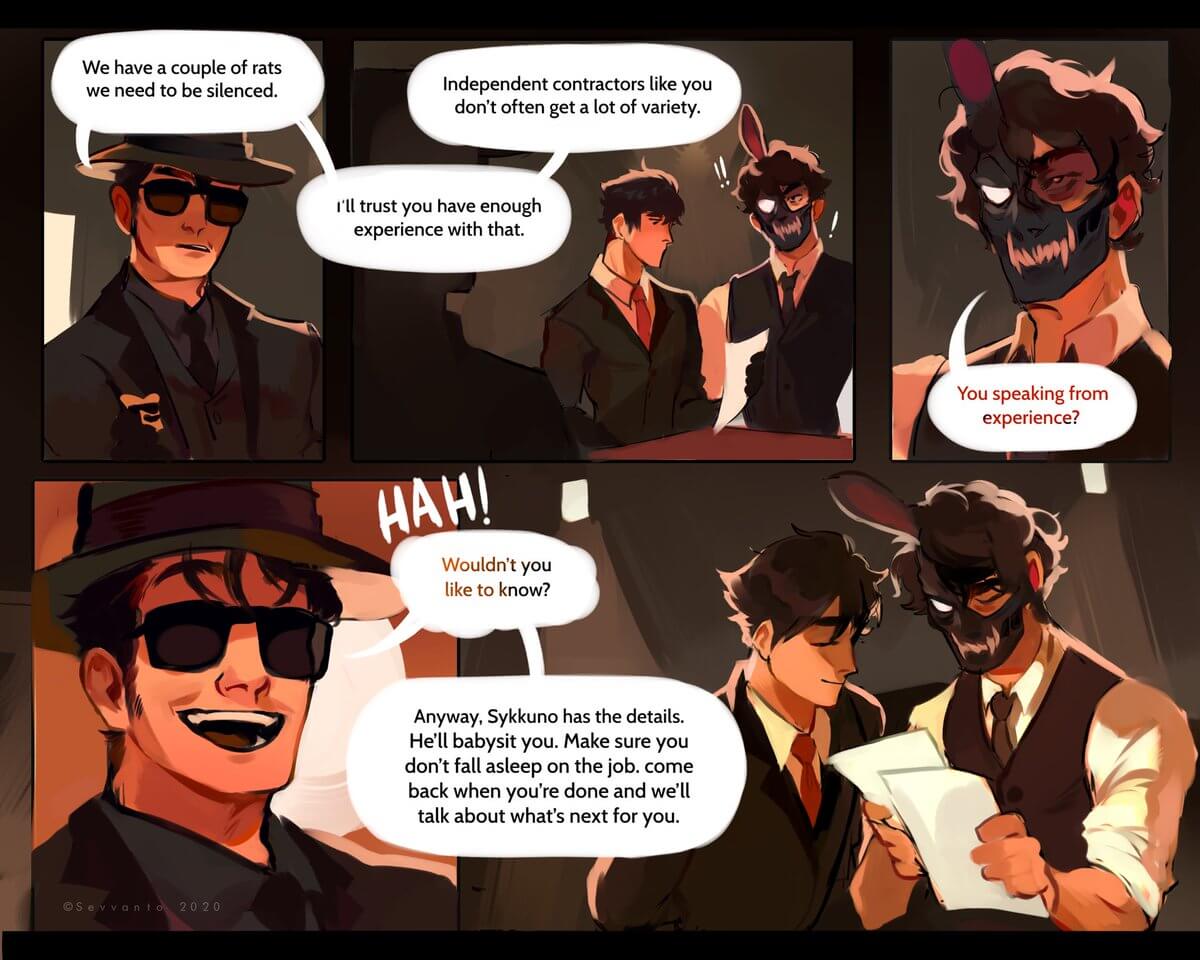 We have a couple of rats
we need to be silenced.
Independent contractors like you
don't often get a lot of variety.
I'll trust you have enough
experience with that.
!!
!
You speaking from
experience?
HAH!
Wouldn't you
like to know?
Anyway, Sykkuno has the details.
He'll babysit you. Make sure you
don't fall asleep on the job. come
back when you're done and we'll
talk about what's next for you.
©Sevvanto 2020